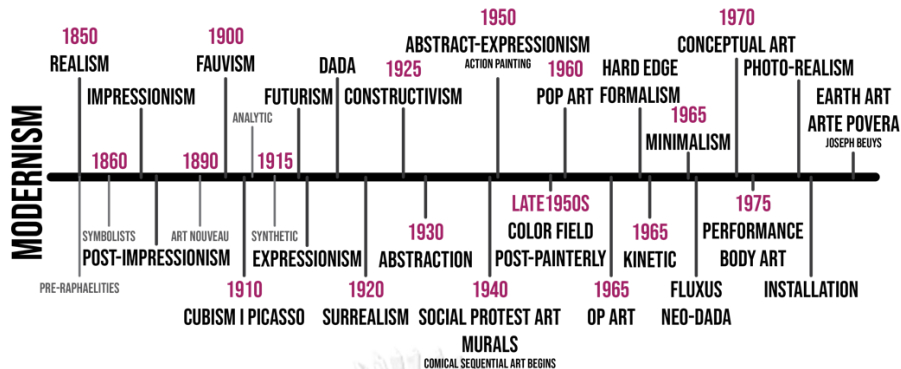 MODERNISM
1850
REALISM
IMPRESSIONISM
1900
FAUVISM
ANALYTIC
FUTURISM
DADA
1925
CONSTRUCTIVISM
1950
ABSTRACT-EXPRESSIONISM
ACTION PAINTING
1960
POP ART
HARD EDGE
FORMALISM
1965
MINIMALISM
1970
CONCEPTUAL ART
PHOTO-REALISM
EARTH ART
ARTE POVERA
JOSEPH BEUYS
PRE-RAPHAELITIES
1860
SYMBOLISTS
POST-IMPRESSIONISM
1890
ART NOUVEAU
1910
CUBISM I PICASSO
1915
SYNTHETIC
EXPRESSIONISM
1920
SURREALISM
1930
ABSTRACTION
1940
SOCIAL PROTEST ART
MURALS
COMICAL SEQUENTIAL ART BEGINS
LATE1950S
COLOR FIELD
POST-PAINTERLY
1965
OP ART
1965
KINETIC
FLUXUS
NEO-DADA
1975
PERFORMANCE
BODY ART
INSTALLATION